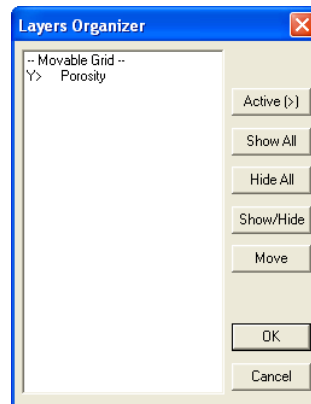 Layers Organizer
-- Movable Grid --
Y> Porosity
Active (>)
Show All
Hide All
Show/Hide
Move
OK
Cancel